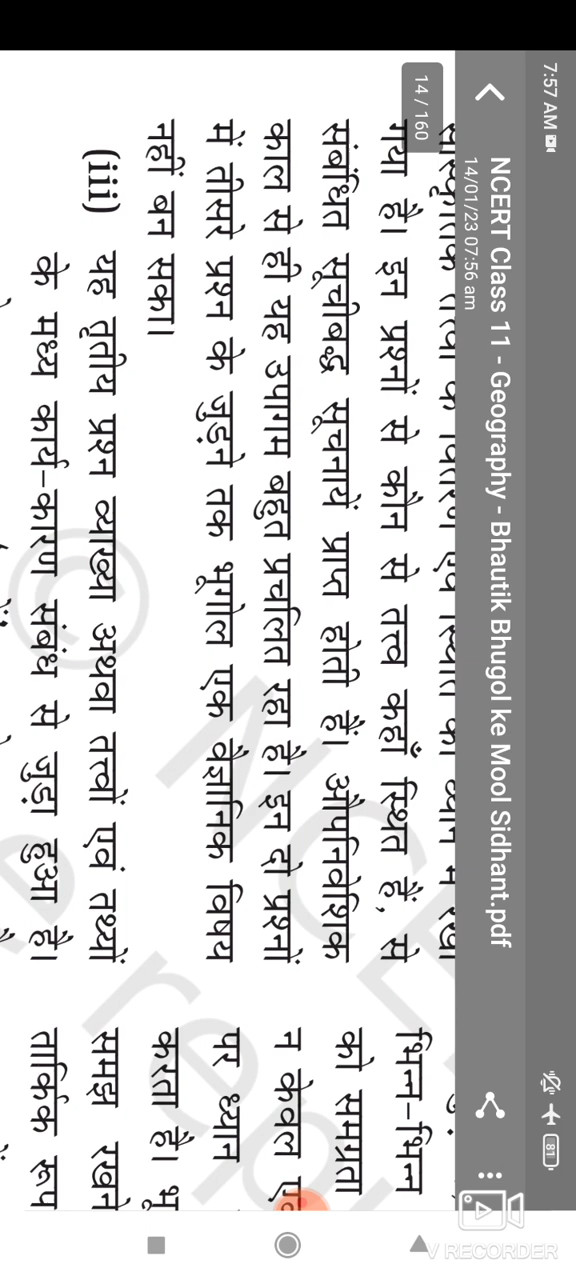 7:57 AM
81
NCERT Class 11 - Geography - Bhautik Bhugol ke Mool Sidhant.pdf
14/01/23 07:56 am
14 / 160
गया है। इन प्रश्नों से कौन से तत्त्व कहाँ स्थित हैं, से
संबंधित सूचीबद्ध सूचनायें प्राप्त होती हैं। औपनिवेशिक
काल से ही यह उपागम बहुत प्रचलित रहा है। इन दो प्रश्नों
में तीसरे प्रश्न के जुड़ने तक भूगोल एक वैज्ञानिक विषय
नहीं बन सका।
(iii) यह तृतीय प्रश्न व्याख्या अथवा तत्त्वों एवं तथ्यों
के मध्य कार्य-कारण संबंध से जुड़ा हुआ है।
भिन्न-भिन्न
को समग्रता
न केवल
पर ध्यान
करता है। भू
समझ रखने
तार्किक रूप
© NCE
e rep
V RECORDER